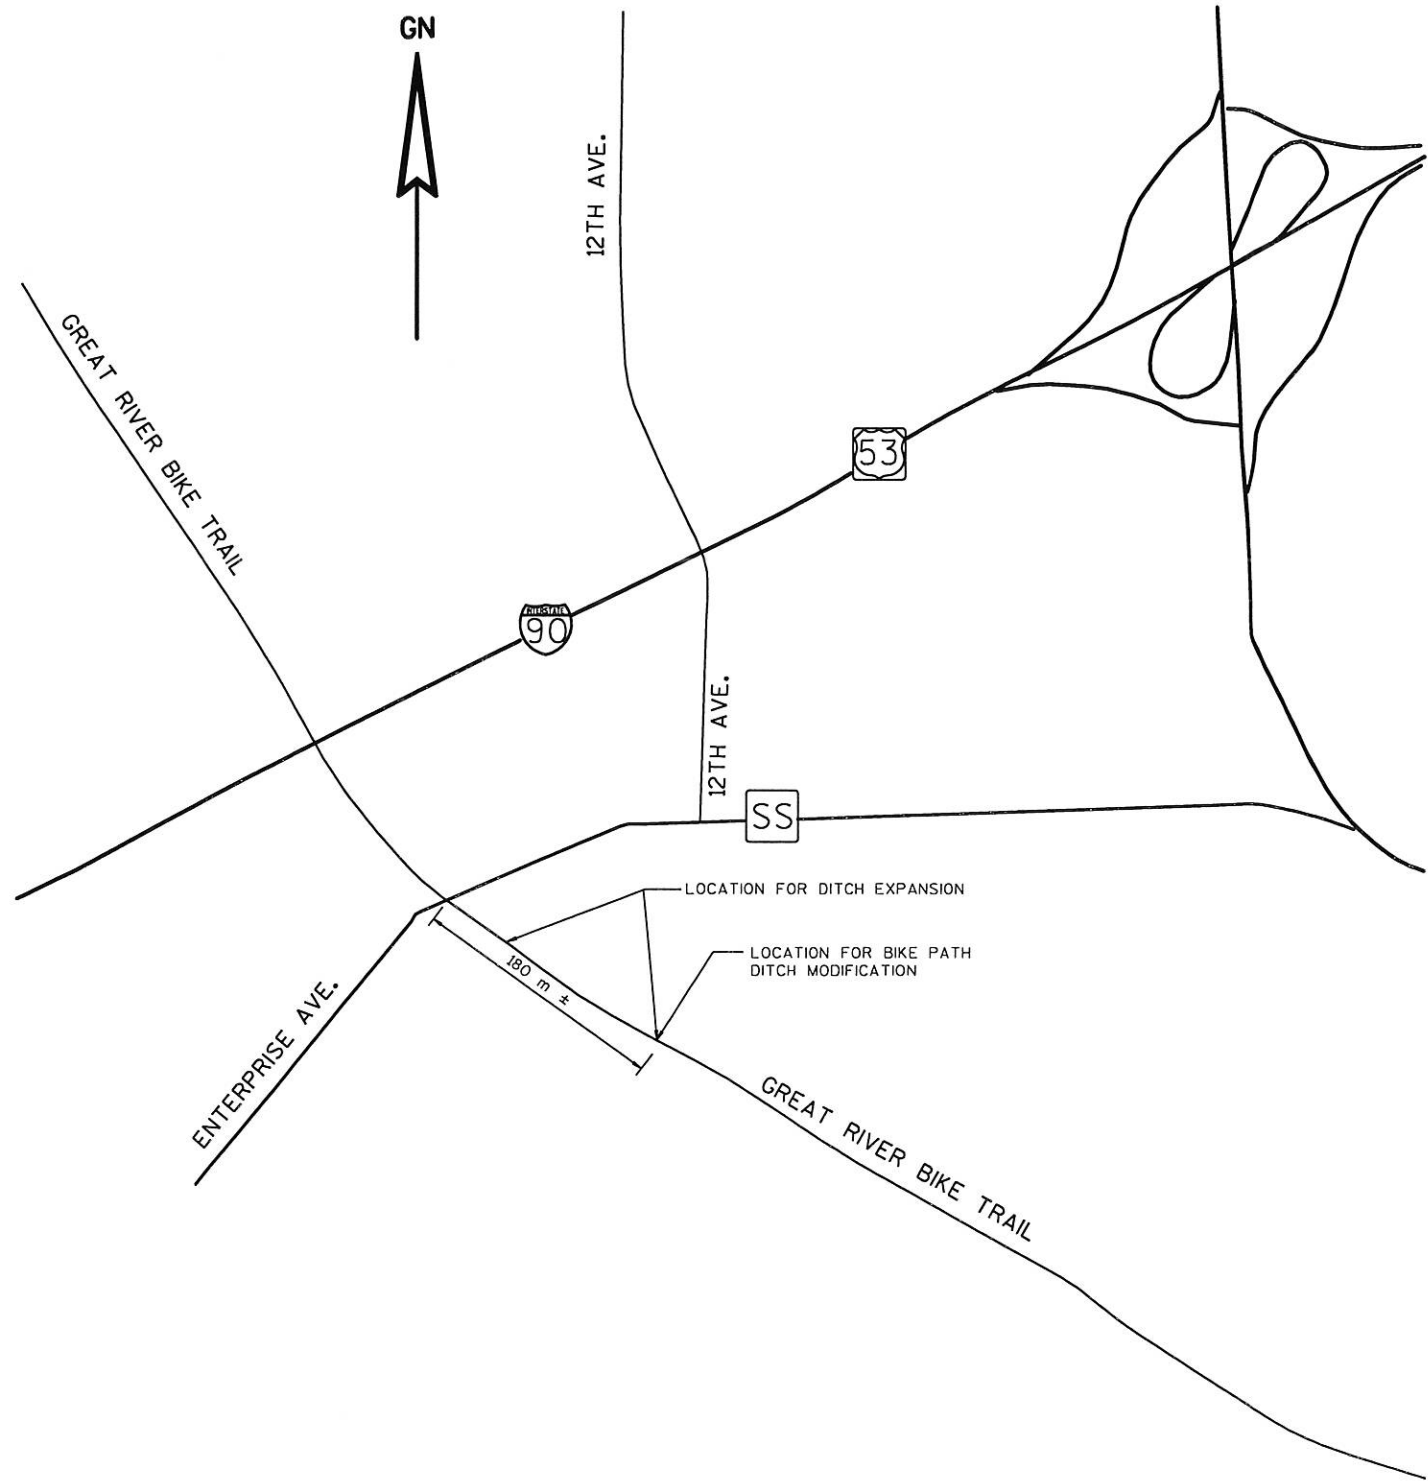 GN
12TH AVE.
GREAT RIVER BIKE TRAIL
53
INTERSTATE
90
12TH AVE.
SS
LOCATION FOR DITCH EXPANSION
LOCATION FOR BIKE PATH
DITCH MODIFICATION
180 m ±
ENTERPRISE AVE.
GREAT RIVER BIKE TRAIL